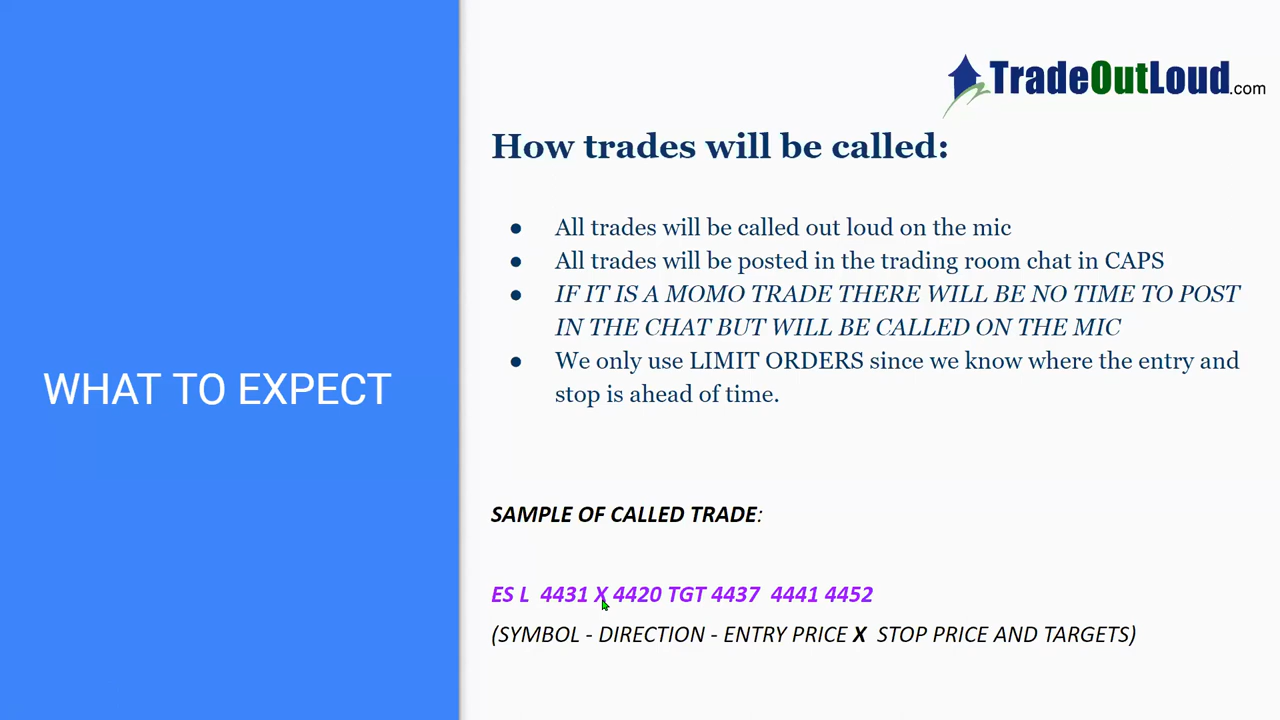 TradeOutLoud.com
How trades will be called:
● All trades will be called out loud on the mic
● All trades will be posted in the trading room chat in CAPS
● IF IT IS A MOMO TRADE THERE WILL BE NO TIME TO POST
IN THE CHAT BUT WILL BE CALLED ON THE MIC
● We only use LIMIT ORDERS since we know where the entry and
stop is ahead of time.
WHAT TO EXPECT
SAMPLE OF CALLED TRADE:
ES L 4431 X 4420 TGT 4437 4441 4452
(SYMBOL - DIRECTION - ENTRY PRICE X STOP PRICE AND TARGETS)